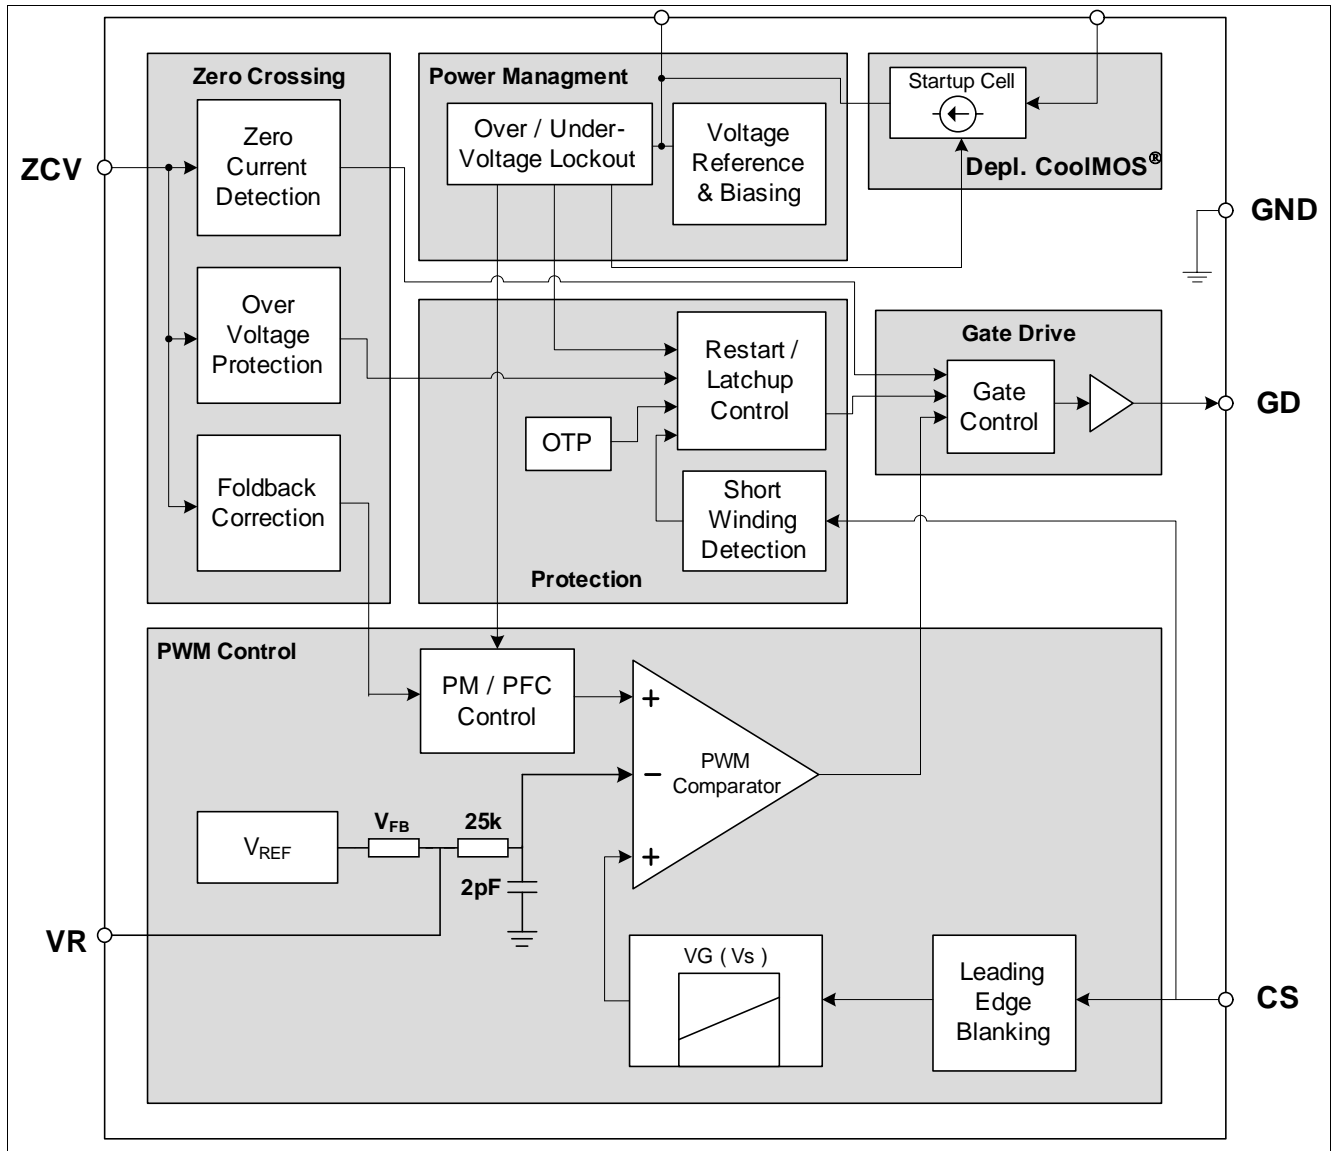 Zero Crossing
Power Managment
Startup Cell
Depl. CoolMOS®
Over / Under-
Voltage Lockout
Voltage
Reference
& Biasing
Zero
Current
Detection
ZCV
GND
Over
Voltage
Protection
Restart /
Latchup
Control
Gate Drive
Gate
Control
GD
OTP
Foldback
Correction
Short
Winding
Detection
Protection
PWM Control
PM / PFC
Control
+
−
+
PWM
Comparator
VREF
VFB
25k
2pF
VR
VG ( Vs )
Leading
Edge
Blanking
CS